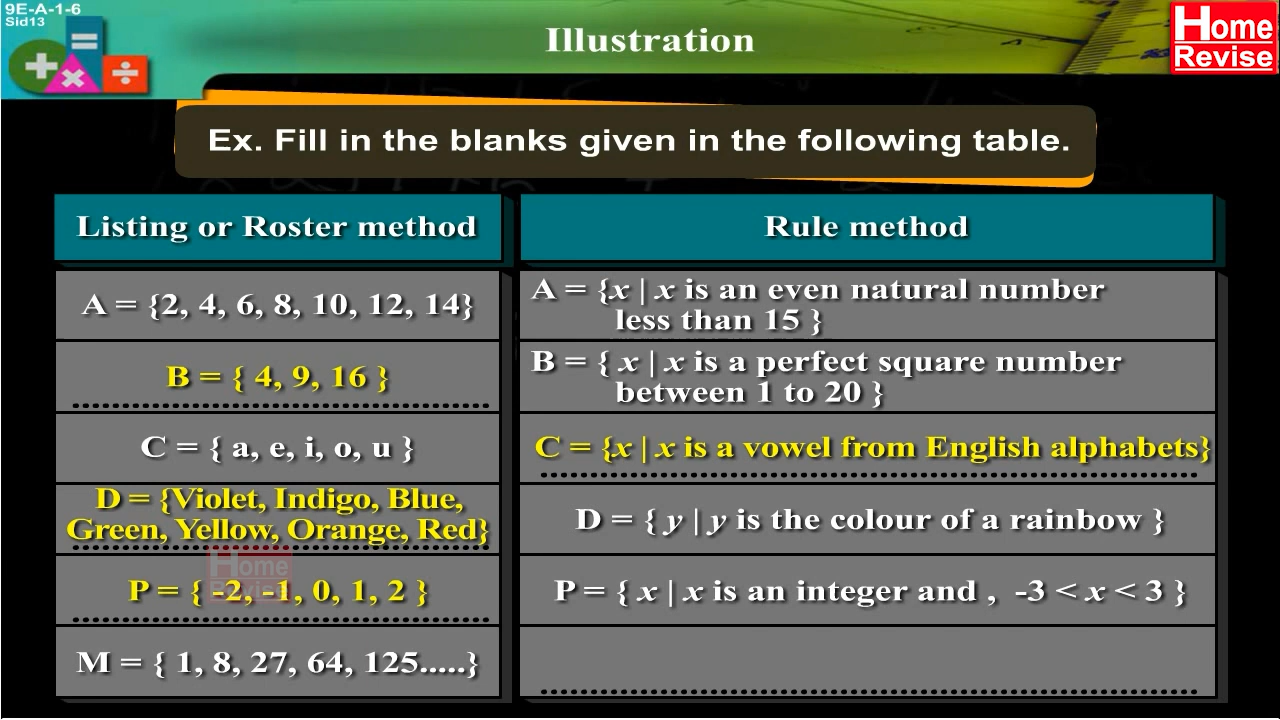 9E-A-1-6
Sid13
Illustration
Home
Revise
Ex. Fill in the blanks given in the following table.
Listing or Roster method
Rule method
A = {2, 4, 6, 8, 10, 12, 14}
A = {x | x is an even natural number
less than 15 }
B = { 4, 9, 16 }
B = { x | x is a perfect square number
between 1 to 20 }
C = { a, e, i, o, u }
C = {x | x is a vowel from English alphabets}
D = {Violet, Indigo, Blue,
Green, Yellow, Orange, Red}
D = { y | y is the colour of a rainbow }
Home
Revise
P = { -2, -1, 0, 1, 2 }
P = { x | x is an integer and , -3 < x < 3 }
M = { 1, 8, 27, 64, 125.....}